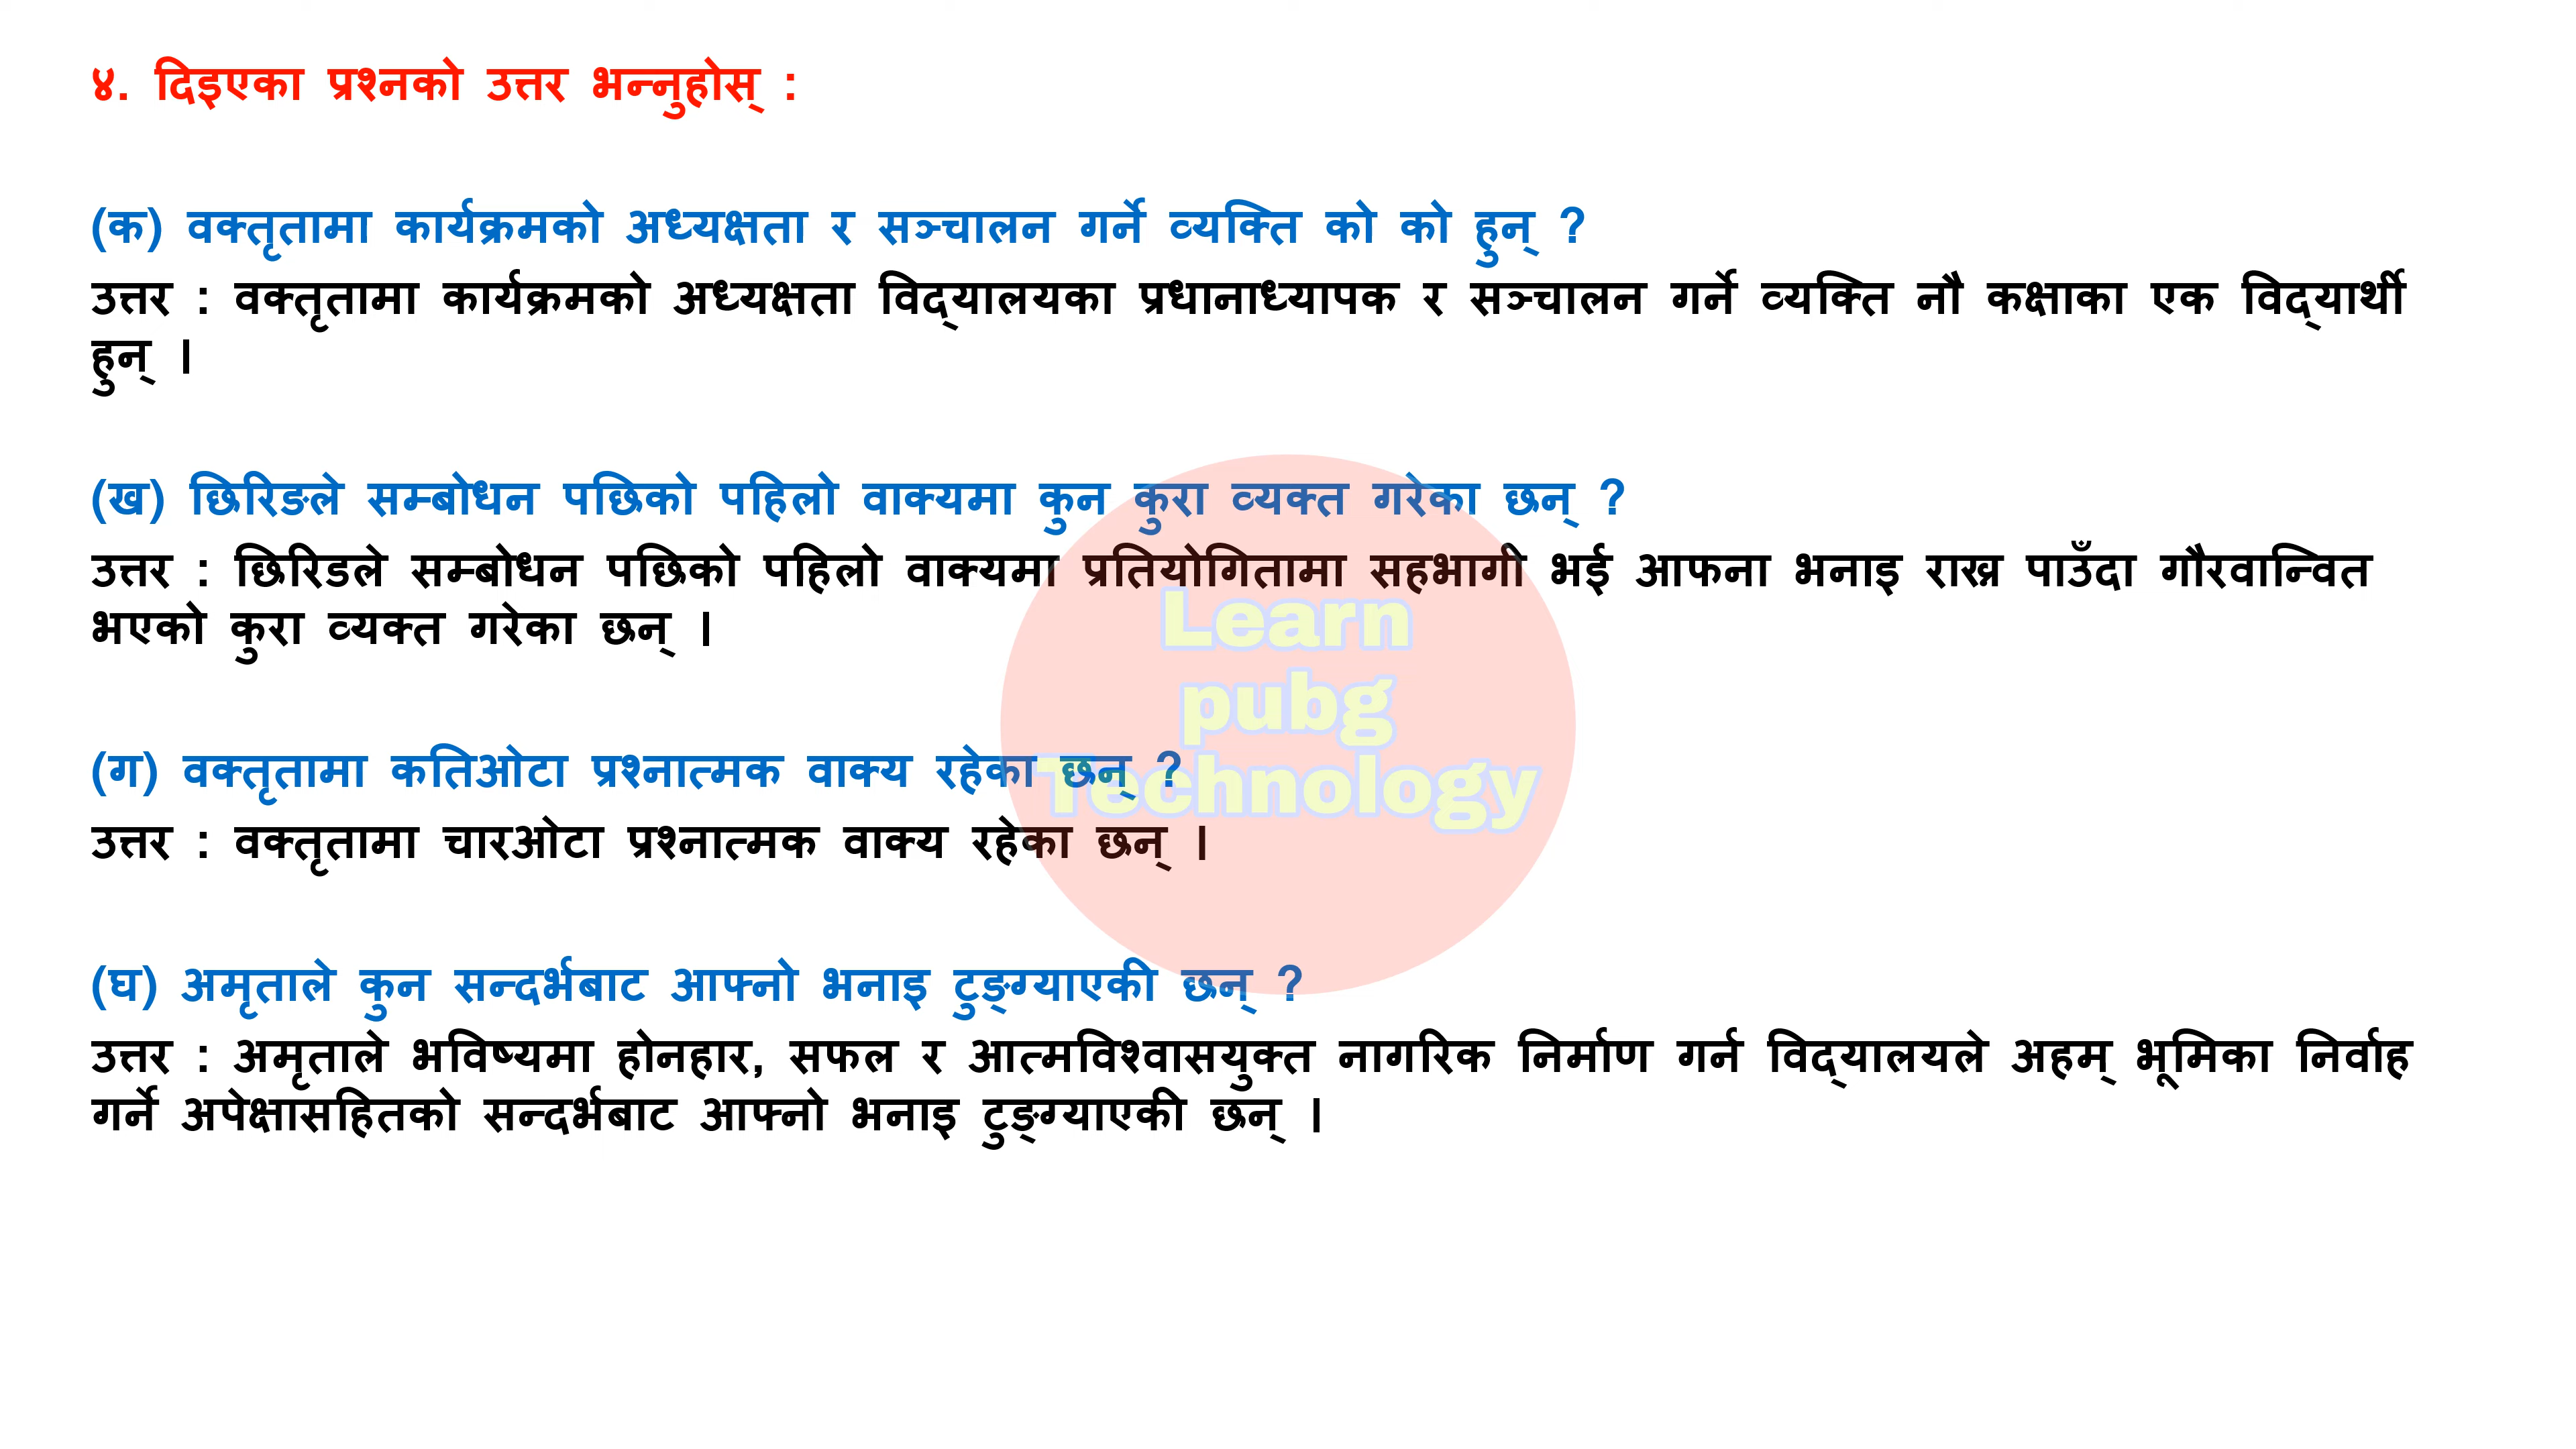 ४. दिइएका प्रश्नको उत्तर भन्नुहोस् :
(क) वक्तृतामा कार्यक्रमको अध्यक्षता र सञ्चालन गर्ने व्यक्ति को को हुन् ?
उत्तर : वक्तृतामा कार्यक्रमको अध्यक्षता विद्यालयका प्रधानाध्यापक र सञ्चालन गर्ने व्यक्ति नौ कक्षाका एक विद्यार्थी
हुन् ।
(ख) छिरिङले सम्बोधन पछिको पहिलो वाक्यमा कुन कुरा व्यक्त गरेका छन् ?
उत्तर : छिरिडले सम्बोधन पछिको पहिलो वाक्यमा प्रतियोगितामा सहभागी भई आफना भनाइ राख्न पाउँदा गौरवान्वित
भएको कुरा व्यक्त गरेका छन् ।
Learn
pubg
(ग) वक्तृतामा कतिओटा प्रश्नात्मक वाक्य रहेका छन् ?
Technology
उत्तर : वक्तृतामा चारओटा प्रश्नात्मक वाक्य रहेका छन् ।
(घ) अमृताले कुन सन्दर्भबाट आफ्नो भनाइ टुङ्ग्याएकी छन् ?
उत्तर : अमृताले भविष्यमा होनहार, सफल र आत्मविश्वासयुक्त नागरिक निर्माण गर्न विद्यालयले अहम् भूमिका निर्वाह
गर्ने अपेक्षासहितको सन्दर्भबाट आफ्नो भनाइ टुङ्ग्याएकी छन् ।